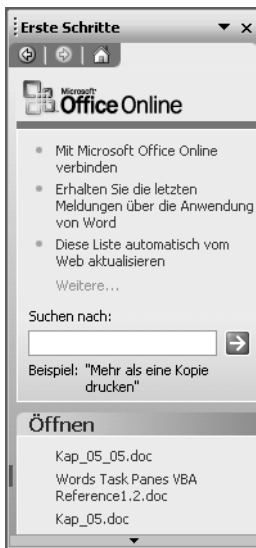 Erste Schritte
Microsoft
Office Online
Mit Microsoft Office Online
verbinden
Erhalten Sie die letzten
Meldungen über die Anwendung
von Word
Diese Liste automatisch vom
Web aktualisieren
Weitere...
Suchen nach:
Beispiel: "Mehr als eine Kopie
drucken"
Öffnen
Kap_05_05.doc
Words Task Panes VBA
Reference1.2.doc
Kap_05.doc